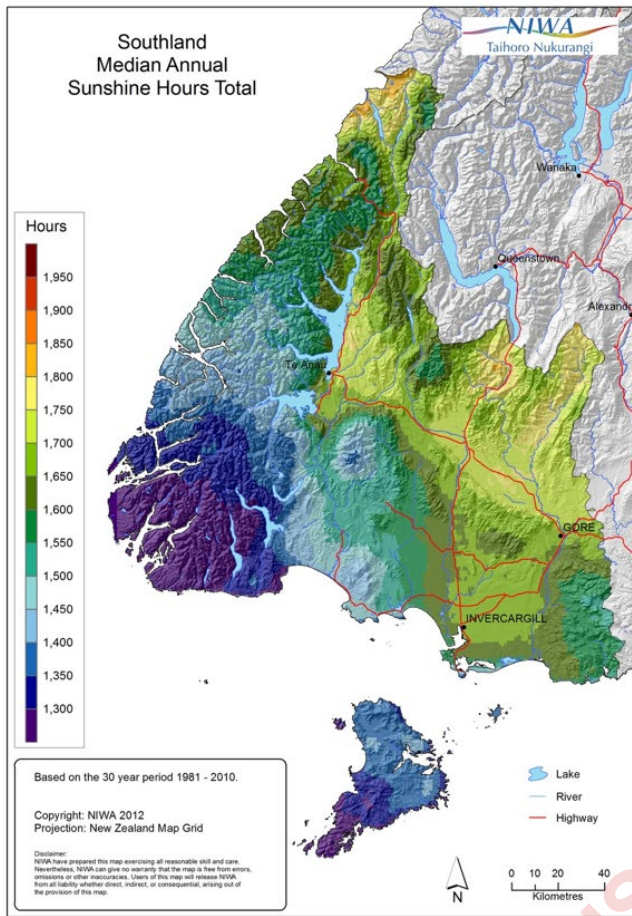 Southland
Median Annual
Sunshine Hours Total
NIWA
Taihoro Nukurangi
Wanaka
Queenstown
Te Anau
GORE
INVERCARGILL
Hours
1,950
1,900
1,850
1,800
1,750
1,700
1,650
1,600
1,550
1,500
1,450
1,400
1,350
1,300
Based on the 30 year period 1981 - 2010.
Copyright: NIWA 2012
Projection: New Zealand Map Grid
Disclaimer:
NIWA have prepared this map exercising all reasonable skill and care.
Nevertheless, NIWA can give no warranty that the map is free from errors,
omissions or other inaccuracies. Users of this map will release NIWA
from all liability whether direct, indirect, or consequential, arising out
of the provision of this map.
Lake
River
Highway
N
40 20 0 40
Kilometres